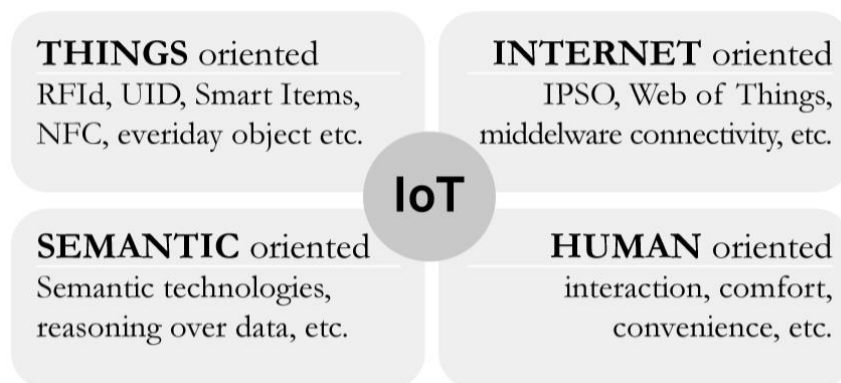 THINGS oriented
RFId, UID, Smart Items,
NFC, everiday object etc.
INTERNET oriented
IPSO, Web of Things,
middelware connectivity, etc.
IoT
SEMANTIC oriented
Semantic technologies,
reasoning over data, etc.
HUMAN oriented
interaction, comfort,
convenience, etc.